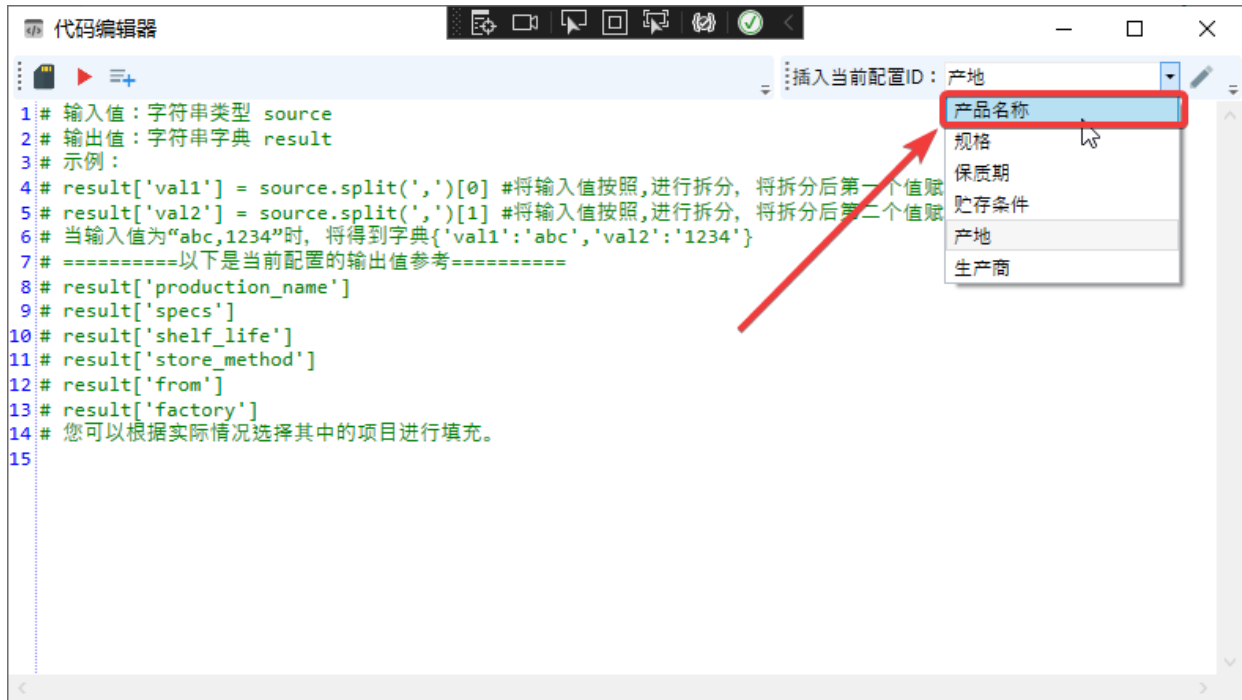 代码编辑器
插入当前配置ID： 产地
产品名称
规格
保质期
贮存条件
产地
生产商
1 # 输入值：字符串类型 source
2 # 输出值：字符串字典 result
3 # 示例：
4 # result['val1'] = source.split(',')[0] #将输入值按照,进行拆分，将拆分后第一个值赋
5 # result['val2'] = source.split(',')[1] #将输入值按照,进行拆分，将拆分后第二个值赋
6 # 当输入值为“abc,1234”时，将得到字典{'val1':'abc','val2':'1234'}
7 # ==========以下是当前配置的输出值参考==========
8 # result['production_name']
9 # result['specs']
10 # result['shelf_life']
11 # result['store_method']
12 # result['from']
13 # result['factory']
14 # 您可以根据实际情况选择其中的项目进行填充。
15